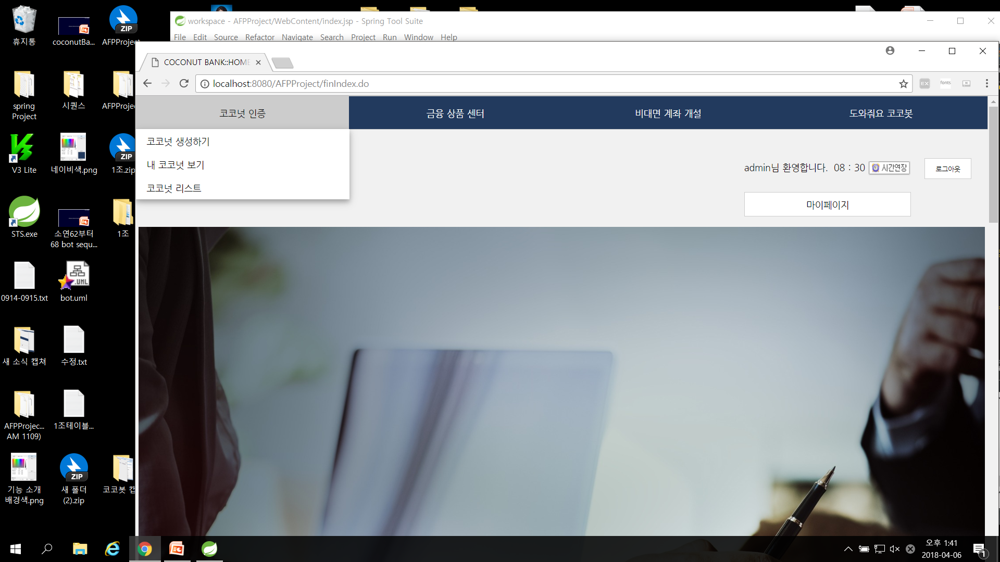 휴지통
coconutBa...
ZIP
AFPProject
workspace - AFPProject/WebContent/index.jsp - Spring Tool Suite
File Edit Source Refactor Navigate Search Project Run Window Help
COCONUT BANK::HOME
localhost:8080/AFPProject/finIndex.do
EX
fonts
코코넛 인증
금융 상품 센터
비대면 계좌 개설
도와줘요 코코봇
코코넛 생성하기
내 코코넛 보기
코코넛 리스트
admin님 환영합니다. 08 : 30
시간연장
로그아웃
마이페이지
spring
Project
시퀀스
AFPProjec
V3 Lite
네이비색.png
ZIP
1조.zip
STS.exe
소연62부터
68 bot sequ...
1조
0914-0915.txt
.UML
bot.uml
새 소식 캡쳐
수정.txt
AFPProjec...
AM 1109)
1조테이블...
기능 소개
배경색.png
ZIP
새 폴더
(2).zip
코코봇 캡
오후 1:41
2018-04-06
1